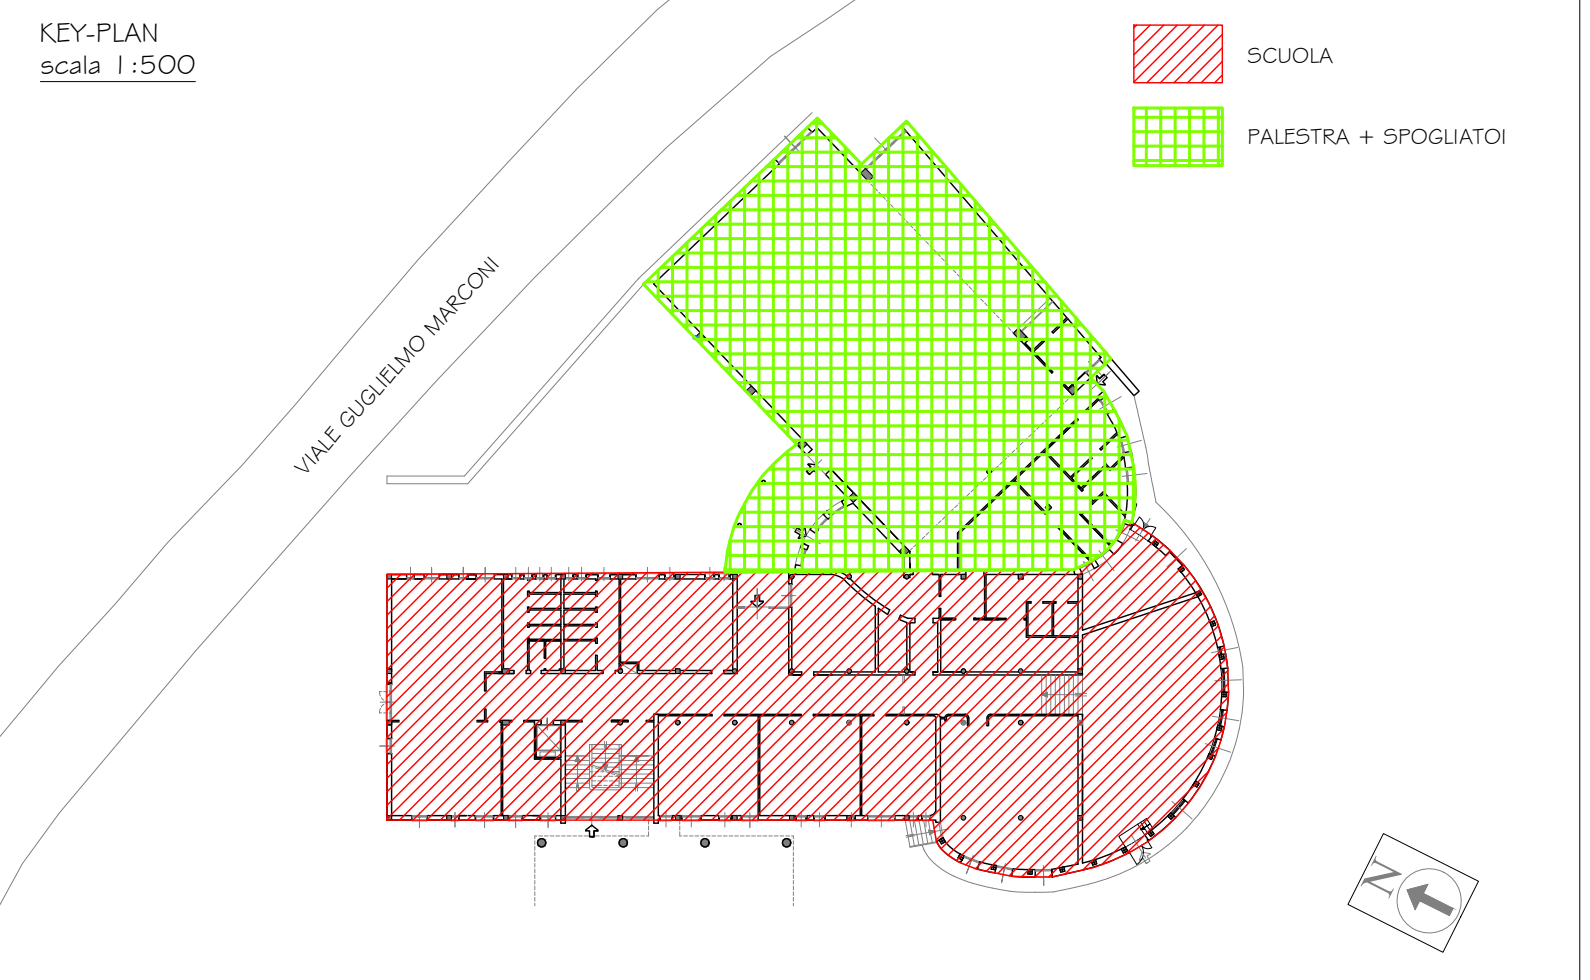 KEY-PLAN
scala 1:500
SCUOLA
PALESTRA + SPOGLIATOI
VIALE GUGLIELMO MARCONI
N